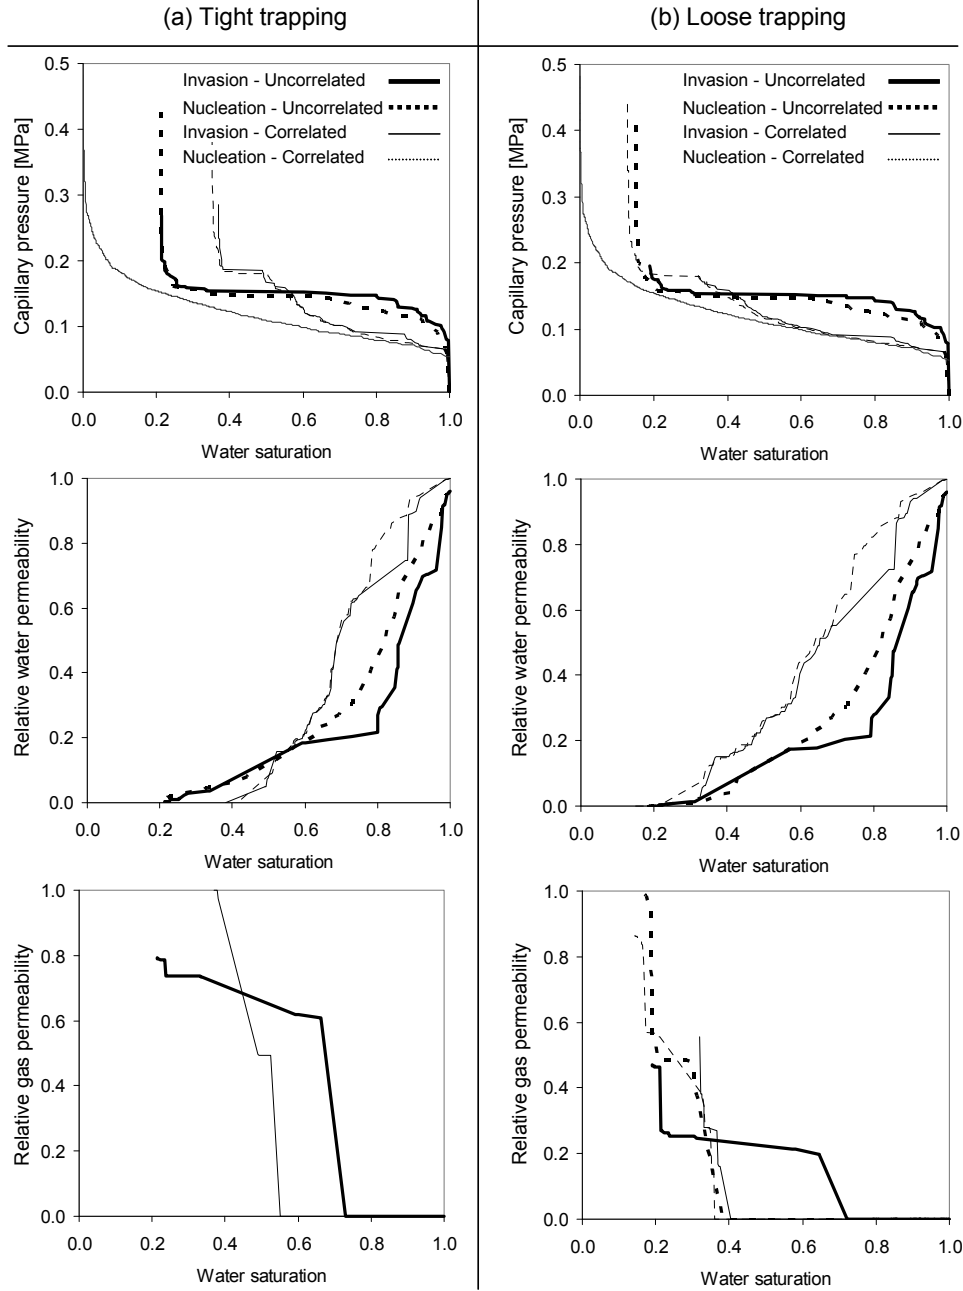 (a) Tight trapping
(b) Loose trapping
Capillary pressure [MPa]
0.5
0.4
0.3
0.2
0.1
0.0
Invasion - Uncorrelated
Nucleation - Uncorrelated
Invasion - Correlated
Nucleation - Correlated
0.0 0.2 0.4 0.6 0.8 1.0
Water saturation
Capillary pressure [MPa]
0.5
0.4
0.3
0.2
0.1
0.0
Invasion - Uncorrelated
Nucleation - Uncorrelated
Invasion - Correlated
Nucleation - Correlated
0.0 0.2 0.4 0.6 0.8 1.0
Water saturation
Relative water permeability
1.0
0.8
0.6
0.4
0.2
0.0
0.0 0.2 0.4 0.6 0.8 1.0
Water saturation
Relative water permeability
1.0
0.8
0.6
0.4
0.2
0.0
0.0 0.2 0.4 0.6 0.8 1.0
Water saturation
Relative gas permeability
1.0
0.8
0.6
0.4
0.2
0.0
0.0 0.2 0.4 0.6 0.8 1.0
Water saturation
Relative gas permeability
1.0
0.8
0.6
0.4
0.2
0.0
0.0 0.2 0.4 0.6 0.8 1.0
Water saturation